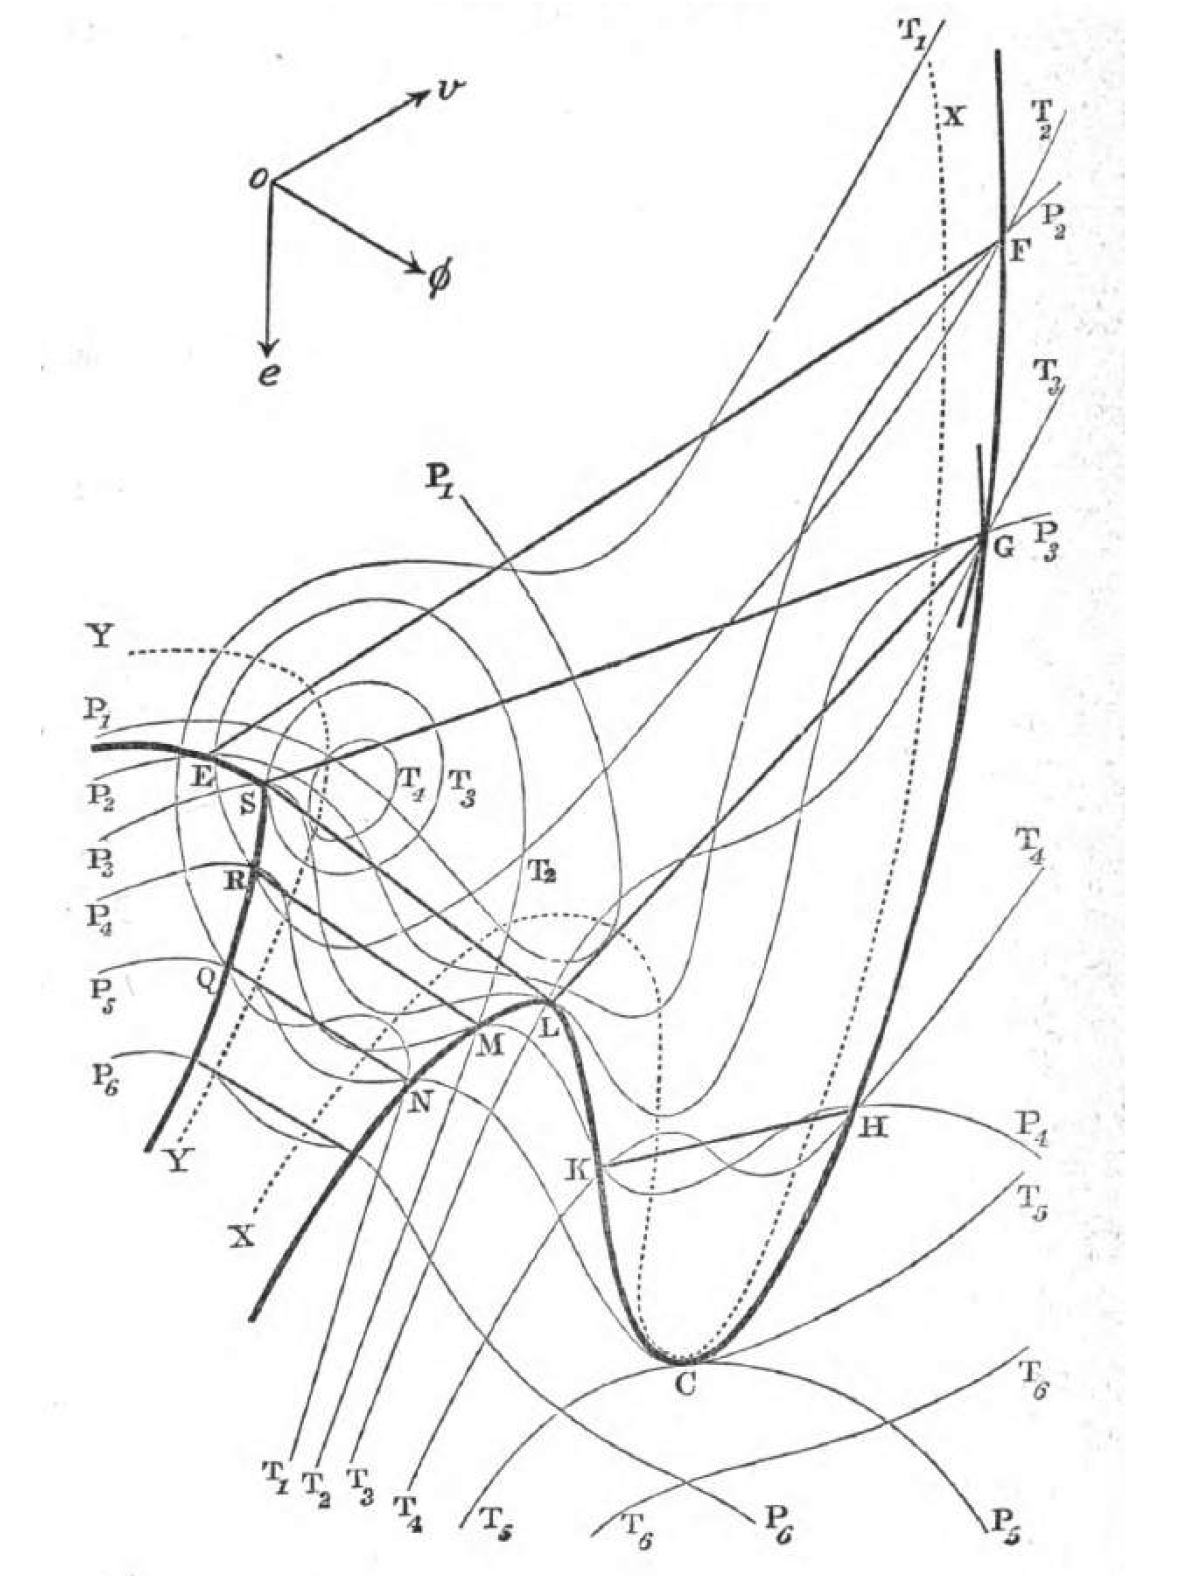 T₁
v
X
T₂
o
P₂
F
ϕ
e
T₃
P₁
P₃
G
Y
P₁
E
T₄
T₃
P₂
S
T₄
P₃
T₂
R
P₄
Q
P₅
L
M
P₆
N
H
P₄
Y
K
T₅
X
T₆
C
T₁
T₂
T₃
T₄
T₅
T₆
P₆
P₅